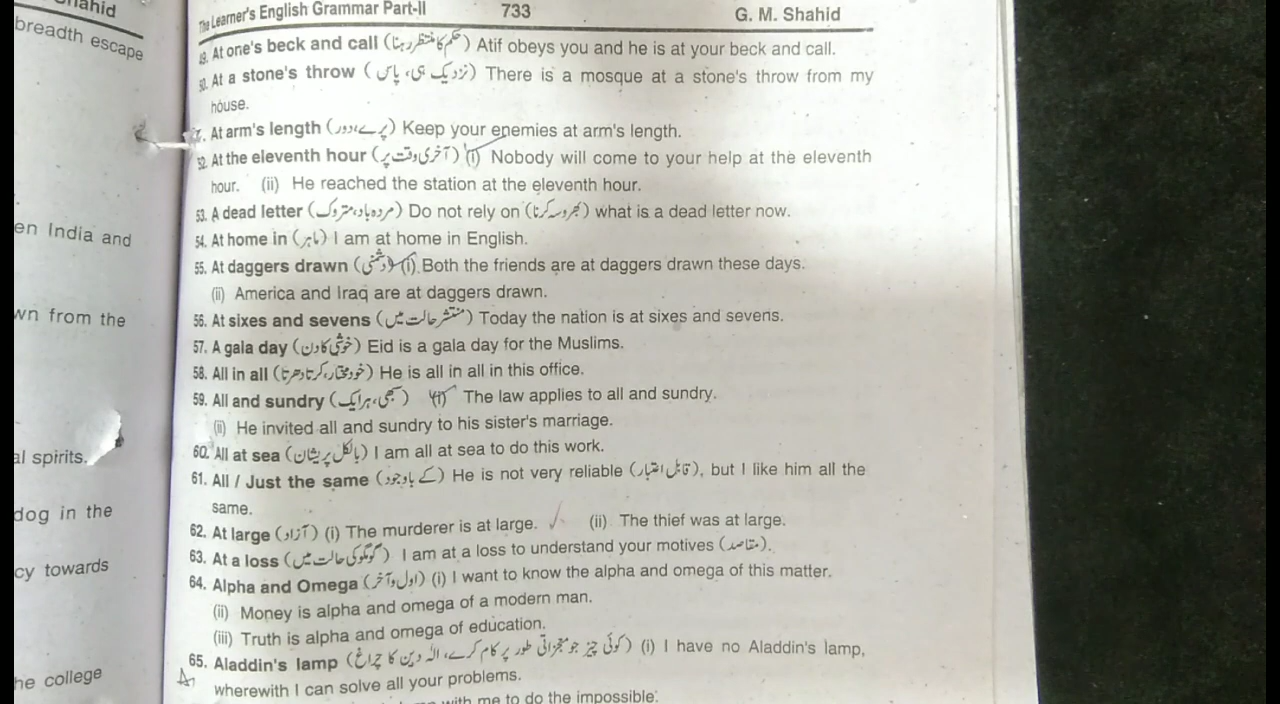 Shahid
breadth escape
en India and
wn from the
al spirits.
dog in the
cy towards
he college
The Learner's English Grammar Part-II 733 G. M. Shahid
49. At one's beck and call (حکم کا منتظر رہنا) Atif obeys you and he is at your beck and call.
50. At a stone's throw (نزدیک ہی، پاس) There is a mosque at a stone's throw from my
house.
At arm's length (پرے، دور) Keep your enemies at arm's length.
52. At the eleventh hour (آخری وقت پر) (i) Nobody will come to your help at the eleventh
hour. (ii) He reached the station at the eleventh hour.
53. A dead letter (مردہ باد، متروک) Do not rely on (بھروسہ کرنا) what is a dead letter now.
54. At home in (ماہر) I am at home in English.
55. At daggers drawn (دشمنی) (i) Both the friends are at daggers drawn these days.
(ii) America and Iraq are at daggers drawn.
56. At sixes and sevens (منتشر حالت میں) Today the nation is at sixes and sevens.
57. A gala day (خوشی کا دن) Eid is a gala day for the Muslims.
58. All in all (خود مختار، کرتا دھرتا) He is all in all in this office.
59. All and sundry (سبھی، ہر ایک) (i) The law applies to all and sundry.
(ii) He invited all and sundry to his sister's marriage.
60. All at sea (بالکل پریشان) I am all at sea to do this work.
61. All / Just the same (کے باوجود) He is not very reliable (قابل اعتبار), but I like him all the
same.
62. At large (آزاد) (i) The murderer is at large. (ii) The thief was at large.
63. At a loss (گومگو کی حالت میں) I am at a loss to understand your motives (مقاصد).
64. Alpha and Omega (اول و آخر) (i) I want to know the alpha and omega of this matter.
(ii) Money is alpha and omega of a modern man.
(iii) Truth is alpha and omega of education.
65. Aladdin's lamp (کوئی چیز جو معجزاتی طور پر کام کرے، الہ دین کا چراغ) (i) I have no Aladdin's lamp,
wherewith I can solve all your problems.
with me to do the impossible.